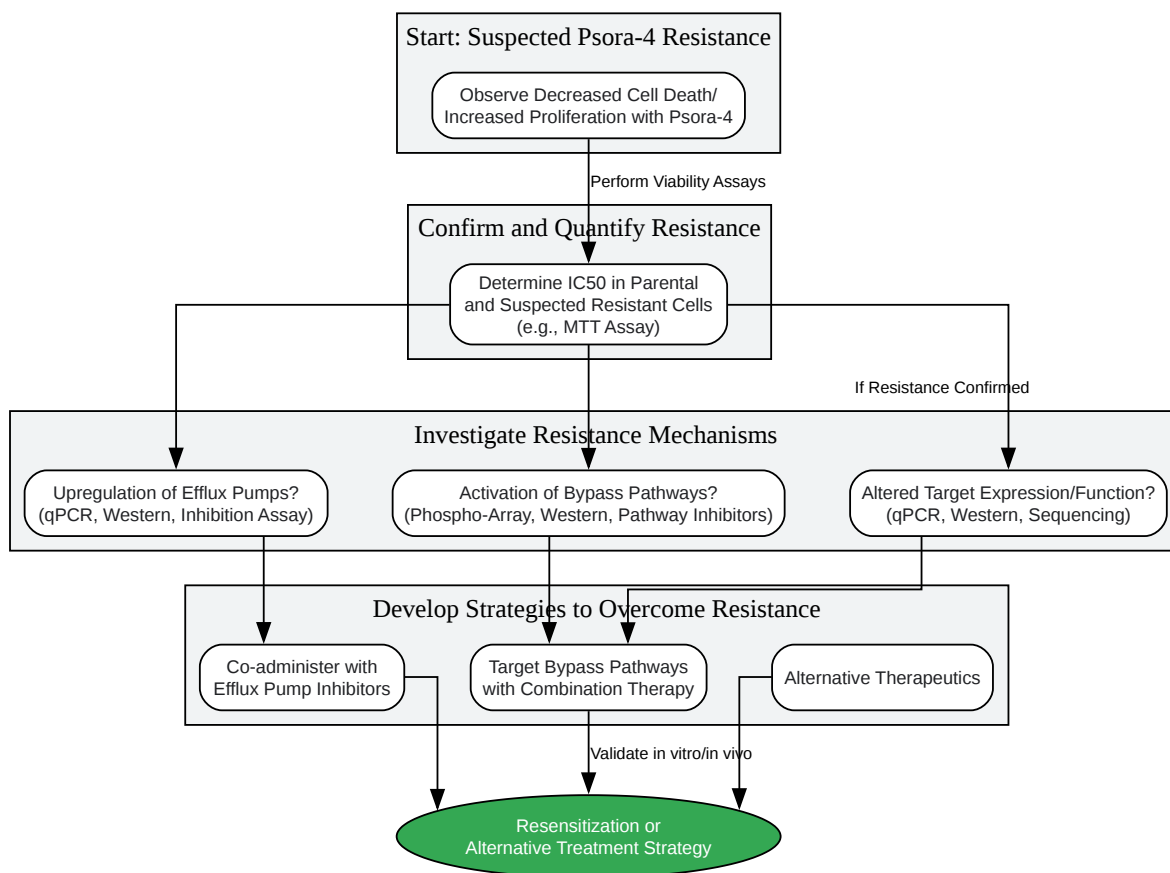 Start: Suspected Psora-4 Resistance
Observe Decreased Cell Death/
Increased Proliferation with Psora-4
Perform Viability Assays
Confirm and Quantify Resistance
Determine IC50 in Parental
and Suspected Resistant Cells
(e.g., MTT Assay)
If Resistance Confirmed
Investigate Resistance Mechanisms
Upregulation of Efflux Pumps?
(qPCR, Western, Inhibition Assay)
Activation of Bypass Pathways?
(Phospho-Array, Western, Pathway Inhibitors)
Altered Target Expression/Function?
(qPCR, Western, Sequencing)
Develop Strategies to Overcome Resistance
Co-administer with
Efflux Pump Inhibitors
Target Bypass Pathways
with Combination Therapy
Alternative Therapeutics
Validate in vitro/in vivo
Resensitization or
Alternative Treatment Strategy